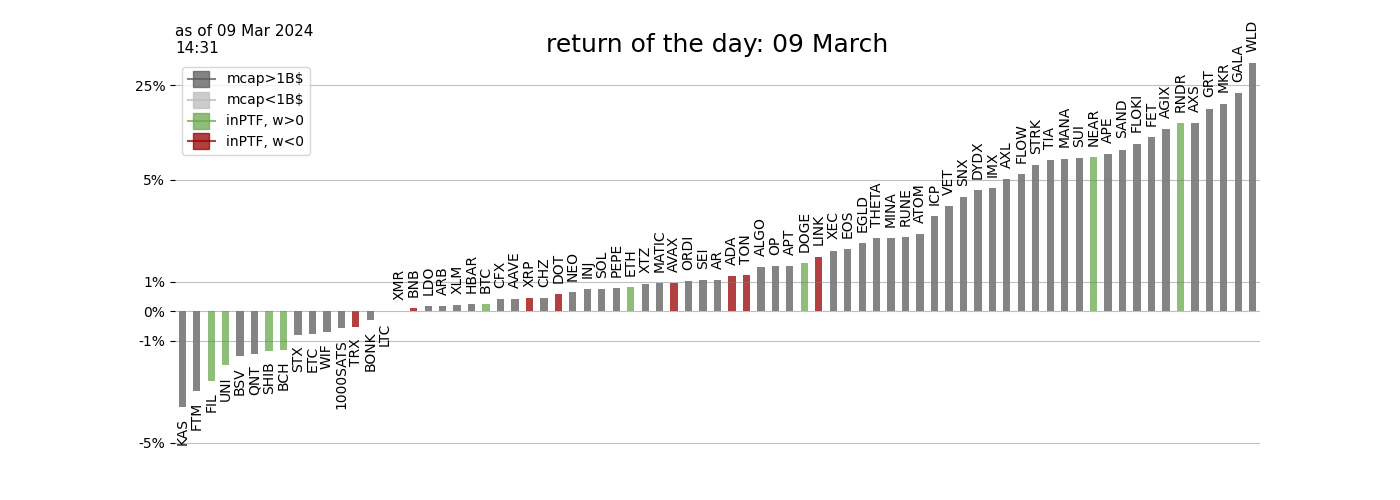 as of 09 Mar 2024
14:31
return of the day: 09 March
mcap>1B$
mcap<1B$
inPTF, w>0
inPTF, w<0
25%
5%
1%
0%
-1%
-5%
KAS
FTM
FIL
UNI
BSV
QNT
SHIB
BCH
STX
ETC
WIF
1000SATS
TRX
BONK
LTC
XMR
BNB
LDO
ARB
XLM
HBAR
BTC
CFX
AAVE
XRP
CHZ
DOT
NEO
INJ
SOL
PEPE
ETH
XTZ
MATIC
AVAX
ORDI
SEI
AR
ADA
TON
ALGO
OP
APT
DOGE
LINK
XEC
EOS
EGLD
THETA
MINA
RUNE
ATOM
ICP
VET
SNX
DYDX
IMX
AXL
FLOW
STRK
TIA
MANA
SUI
NEAR
APE
SAND
FLOKI
FET
AGIX
RNDR
AXS
GRT
MKR
GALA
WLD